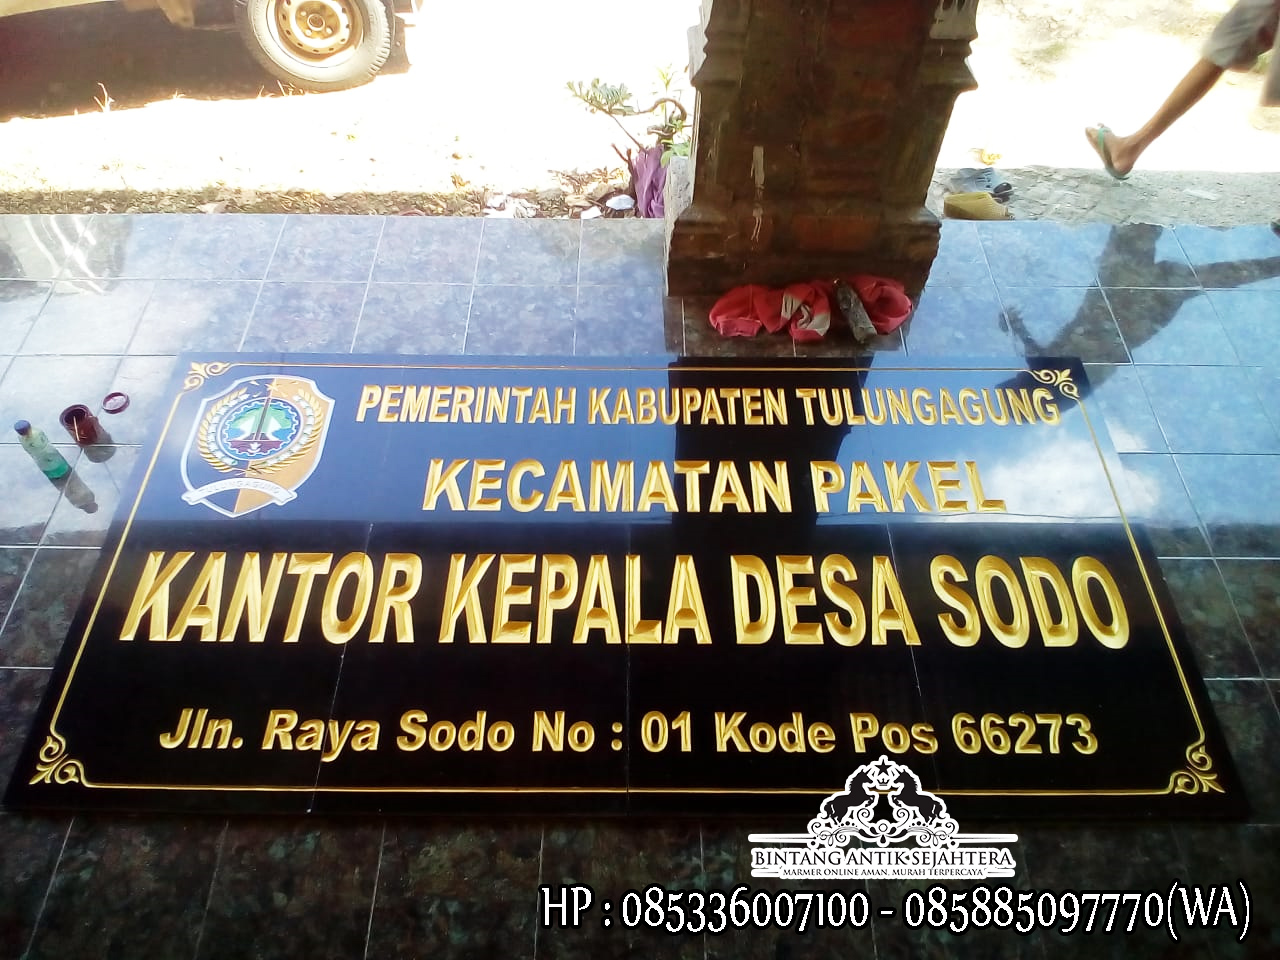 PEMERINTAH KABUPATEN TULUNGAGUNG
TULUNGAGUNG
KECAMATAN PAKEL
KANTOR KEPALA DESA SODO
Jln. Raya Sodo No : 01 Kode Pos 66273
BINTANG ANTIK SEJAHTERA
MARMER ONLINE AMAN, MURAH TERPERCAYA
HP : 085336007100 - 085885097770(WA)